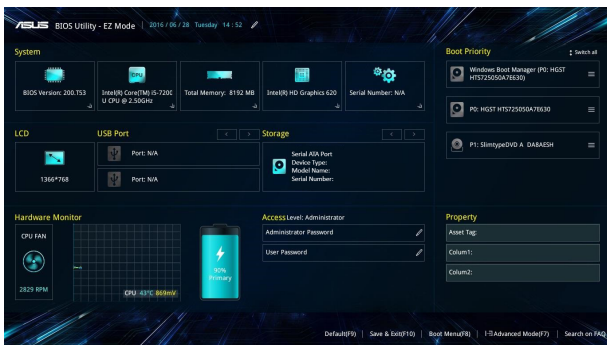 ASUS BIOS Utility - EZ Mode 2016 / 06 / 28 Tuesday 14 : 52
System
BIOS Version: 200.T53
CPU
Intel(R) Core(TM) i5-7200
U CPU @ 2.50GHz
Total Memory: 8192 MB
Intel(R) HD Graphics 620
Serial Number: N/A
Boot Priority
Switch all
Windows Boot Manager (P0: HGST
HTS725050A7E630)
P0: HGST HTS725050A7E630
P1: SlimtypeDVD A DA8AESH
LCD
1366*768
USB Port
Port: N/A
Port: N/A
Storage
Serial ATA Port
Device Type:
Model Name:
Serial Number:
Hardware Monitor
CPU FAN
2829 RPM
CPU 43°C 869mV
90%
Primary
Access Level: Administrator
Administrator Password
User Password
Property
Asset Tag:
Colum1:
Colum2:
Default(F9) | Save & Exit(F10) | Boot Menu(F8) | Advanced Mode(F7) | Search on FAQ